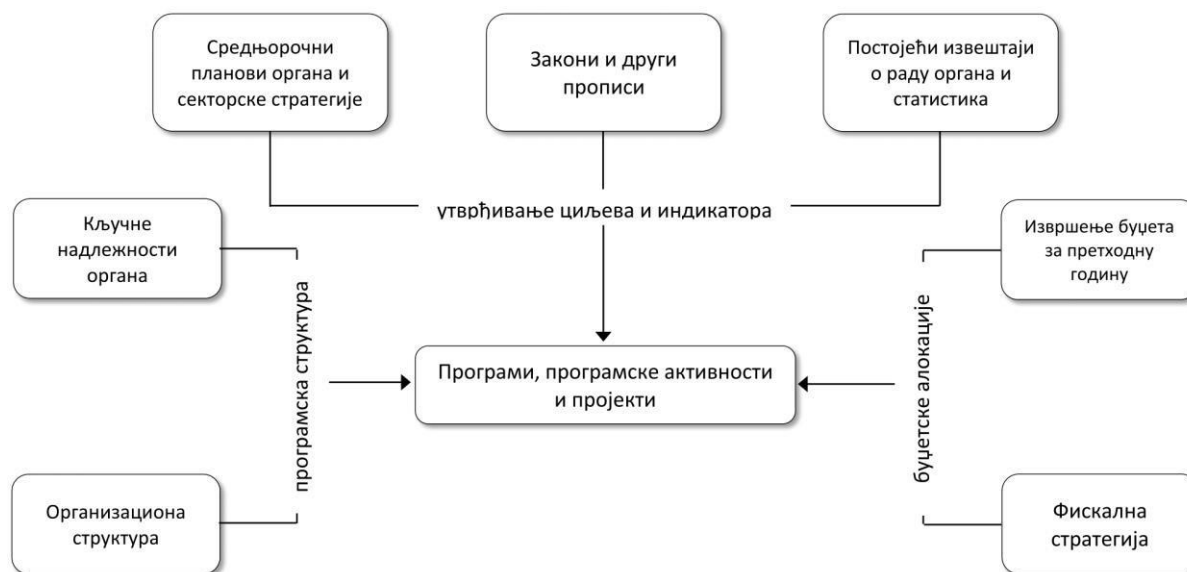 Средњорочни
планови органа и
секторске стратегије
Закони и други
прописи
Постојећи извештаји
о раду органа и
статистика
утврђивање циљева и индикатора
Кључне
надлежности
органа
Извршење буџета
за претходну
годину
програмска структура
буџетске алокације
Програми, програмске активности
и пројекти
Организациона
структура
Фискална
стратегија